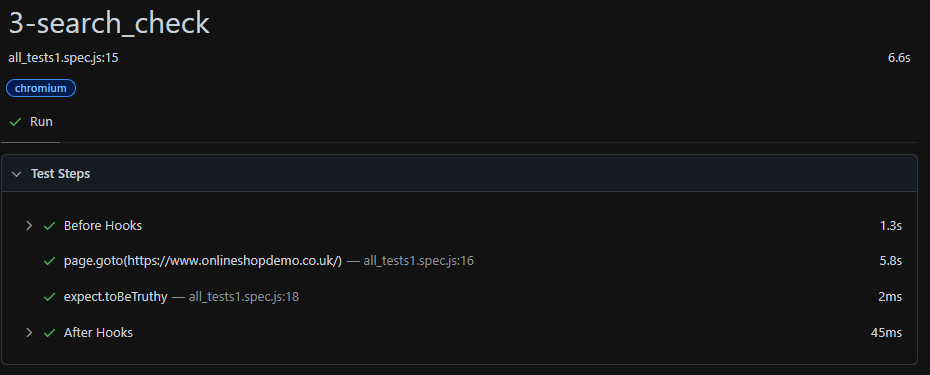 3-search_check
all_tests1.spec.js:15 6.6s
chromium
Run
Test Steps
Before Hooks 1.3s
page.goto(https://www.onlineshopdemo.co.uk/) — all_tests1.spec.js:16 5.8s
expect.toBeTruthy — all_tests1.spec.js:18 2ms
After Hooks 45ms